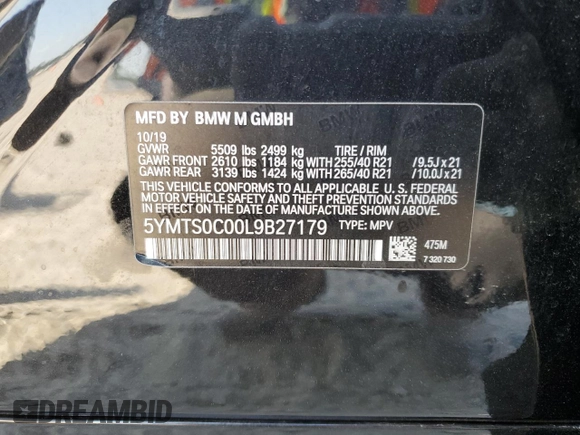 MFD BY BMW M GMBH
10/19
GVWR 5509 lbs 2499 kg TIRE / RIM
GAWR FRONT 2610 lbs 1184 kg WITH 255/40 R21 /9.5J x 21
GAWR REAR 3139 lbs 1424 kg WITH 265/40 R21 /10.0J x 21
THIS VEHICLE CONFORMS TO ALL APPLICABLE U. S. FEDERAL
MOTOR VEHICLE SAFETY AND THEFT PREVENTION
STANDARDS IN EFFECT ON THE DATE OF MANUFACTURE SHOWN ABOVE.
5YMTS0C00L9B27179 TYPE: MPV
475M
7 320 730
DREAMBID